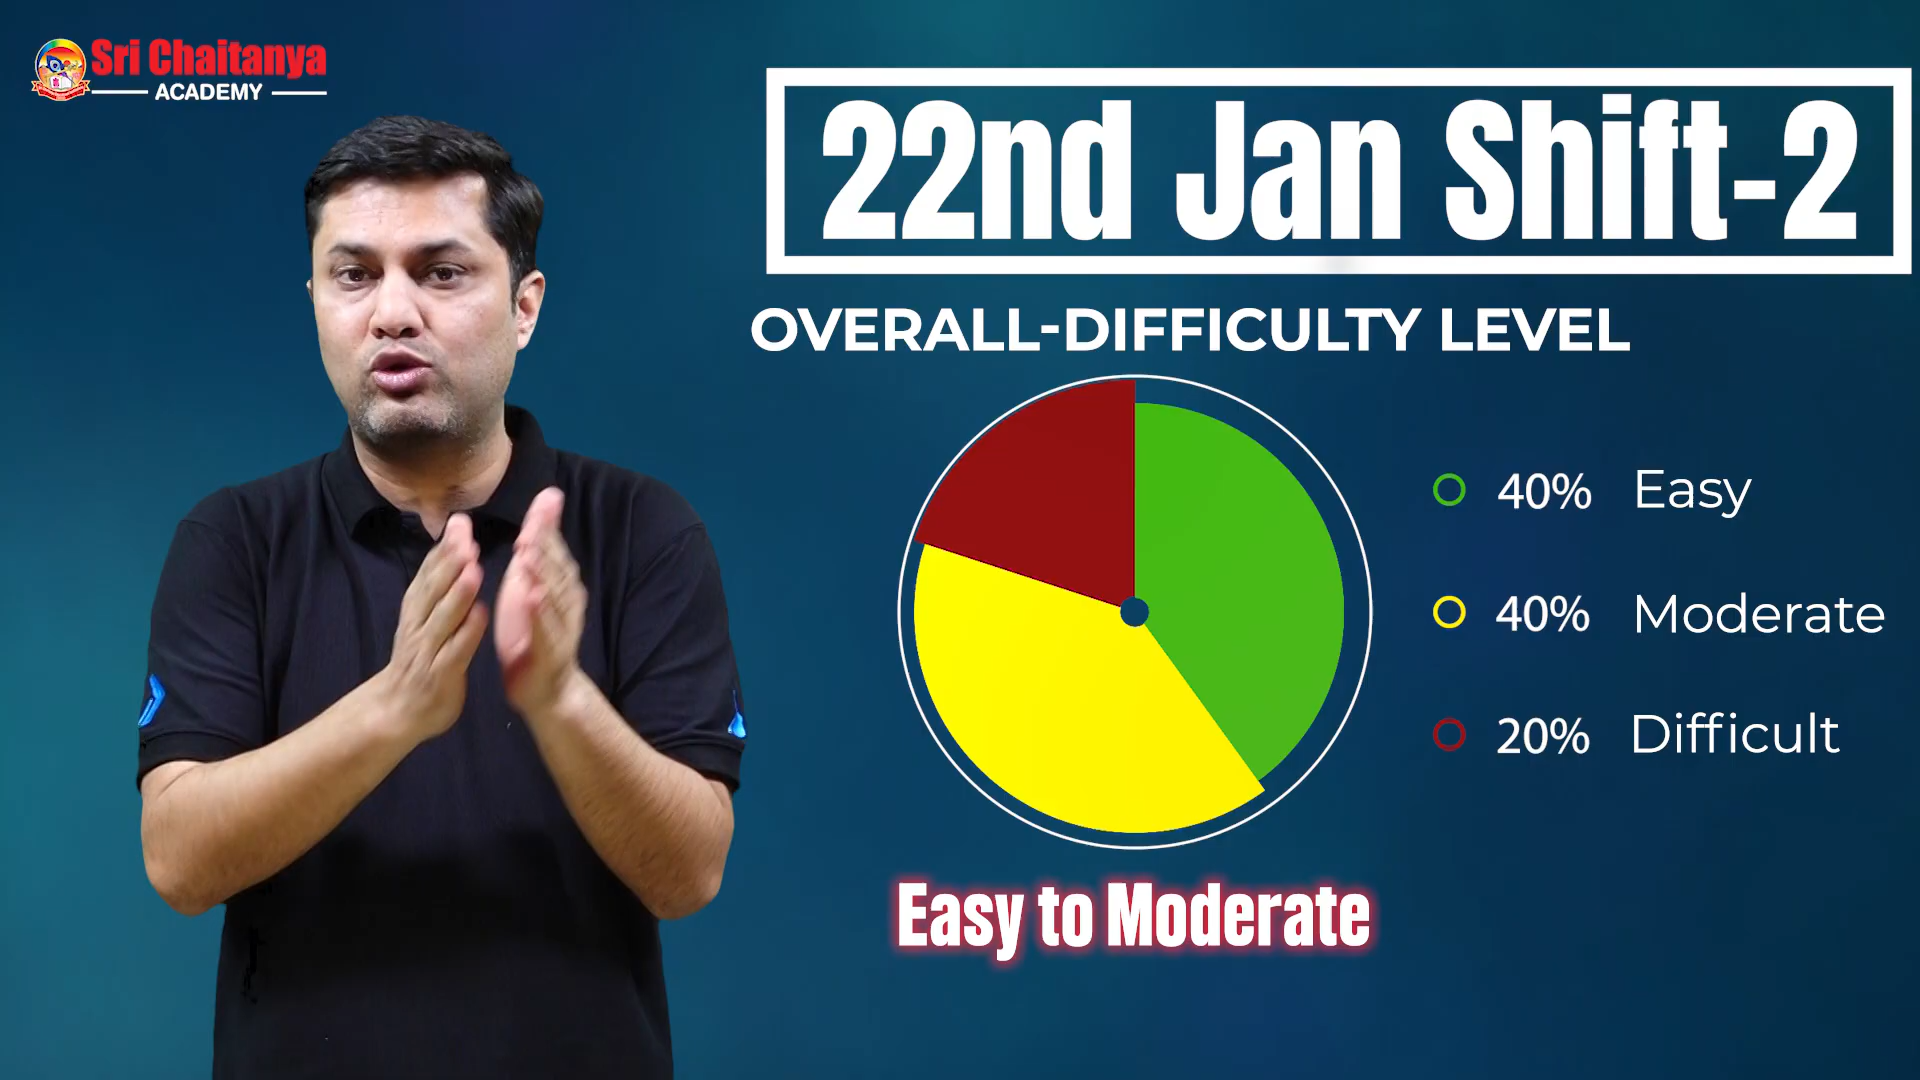 Sri Chaitanya
ACADEMY
22nd Jan Shift-2
OVERALL-DIFFICULTY LEVEL
40% Easy
40% Moderate
20% Difficult
Easy to Moderate